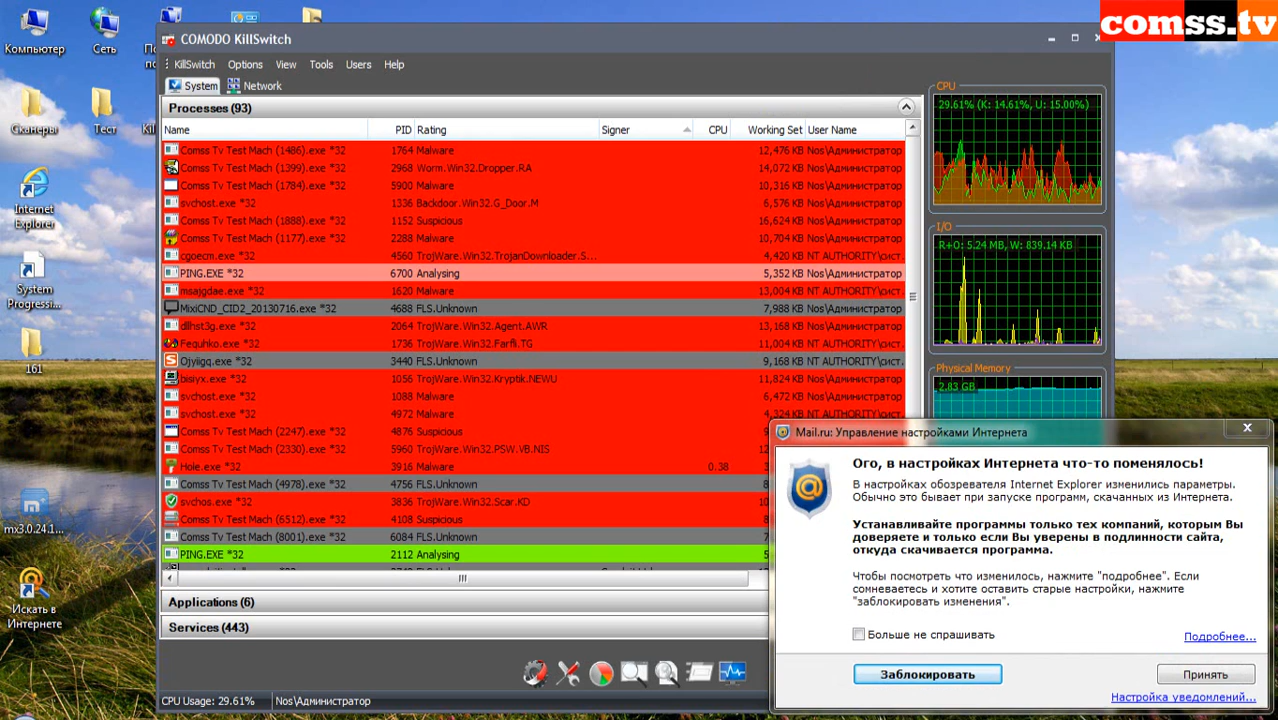 comss.tv
Компьютер
Сеть
Сканеры
Тест
Internet
Explorer
System
Progressi...
161
mx3.0.24.1...
Искать в
Интернете
COMODO KillSwitch
KillSwitch Options View Tools Users Help
System Network
Processes (93)
Name PID Rating Signer CPU Working Set User Name
Comss Tv Test Mach (1486).exe *32 1764 Malware 12,476 KB Nos\Администратор
Comss Tv Test Mach (1399).exe *32 2968 Worm.Win32.Dropper.RA 14,072 KB Nos\Администратор
Comss Tv Test Mach (1784).exe *32 5900 Malware 10,316 KB Nos\Администратор
svchost.exe *32 1336 Backdoor.Win32.G_Door.M 6,576 KB Nos\Администратор
Comss Tv Test Mach (1888).exe *32 1152 Suspicious 16,624 KB Nos\Администратор
Comss Tv Test Mach (1177).exe *32 2288 Malware 10,704 KB Nos\Администратор
cgoecm.exe *32 4560 TrojWare.Win32.TrojanDownloader.S... 4,420 KB NT AUTHORITY\сист.
PING.EXE *32 6700 Analysing 5,352 KB Nos\Администратор
msajgdae.exe *32 1620 Malware 13,004 KB NT AUTHORITY\сист.
MixiCND_CID2_20130716.exe *32 4688 FLS.Unknown 7,988 KB Nos\Администратор
dllhst3g.exe *32 2064 TrojWare.Win32.Agent.AWR 13,168 KB NT AUTHORITY\сист.
Fequhko.exe *32 1736 TrojWare.Win32.Farfli.TG 11,004 KB NT AUTHORITY\сист.
Ojyiigq.exe *32 3440 FLS.Unknown 9,168 KB NT AUTHORITY\сист.
bisiyx.exe *32 1056 TrojWare.Win32.Kryptik.NEWU 11,824 KB Nos\Администратор
svchost.exe *32 1088 Malware 6,472 KB Nos\Администратор
svchost.exe *32 4972 Malware 4,324 KB NT AUTHORITY\сист.
Comss Tv Test Mach (2247).exe *32 4876 Suspicious
Comss Tv Test Mach (2330).exe *32 5960 TrojWare.Win32.PSW.VB.NIS
Hole.exe *32 3916 Malware 0.38
Comss Tv Test Mach (4978).exe *32 4756 FLS.Unknown
svchos.exe *32 3836 TrojWare.Win32.Scar.KD
Comss Tv Test Mach (6512).exe *32 4108 Suspicious
Comss Tv Test Mach (8001).exe *32 6084 FLS.Unknown
PING.EXE *32 2112 Analysing
Applications (6)
Services (443)
CPU Usage: 29.61% Nos\Администратор
CPU
29.61% (K: 14.61%, U: 15.00%)
I/O
R+O: 5.24 MB, W: 839.14 KB
Physical Memory
2.83 GB
Mail.ru: Управление настройками Интернета
Ого, в настройках Интернета что-то поменялось!
В настройках обозревателя Internet Explorer изменились параметры.
Обычно это бывает при запуске програм, скачанных из Интернета.
Устанавливайте программы только тех компаний, которым Вы
доверяете и только если Вы уверены в подлинности сайта,
откуда скачивается программа.
Чтобы посмотреть что изменилось, нажмите "подробнее". Если
сомневаетесь и хотите оставить старые настройки, нажмите
"заблокировать изменения".
Больше не спрашивать
Подробнее...
Заблокировать
Принять
Настройка уведомлений...